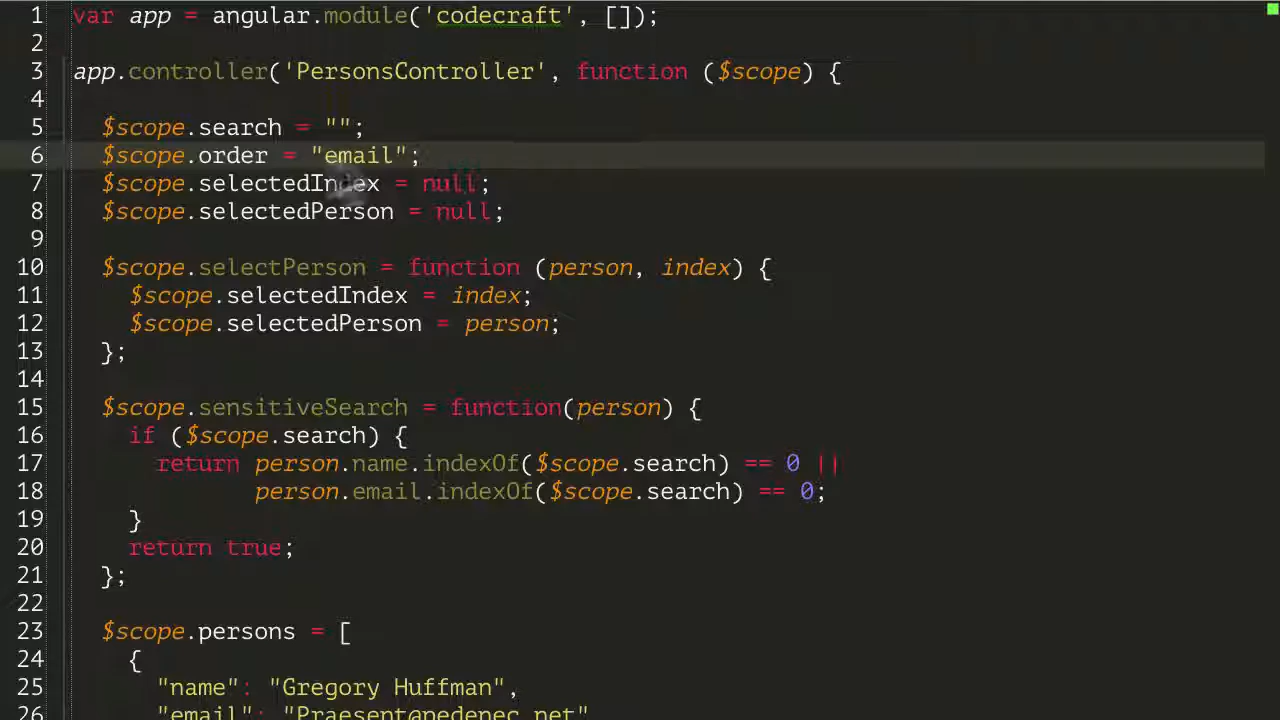 1 var app = angular.module('codecraft', []);
2
3 app.controller('PersonsController', function ($scope) {
4
5 $scope.search = "";
6 $scope.order = "email";
7 $scope.selectedIndex = null;
8 $scope.selectedPerson = null;
9
10 $scope.selectPerson = function (person, index) {
11 $scope.selectedIndex = index;
12 $scope.selectedPerson = person;
13 };
14
15 $scope.sensitiveSearch = function(person) {
16 if ($scope.search) {
17 return person.name.indexOf($scope.search) == 0 ||
18 person.email.indexOf($scope.search) == 0;
19 }
20 return true;
21 };
22
23 $scope.persons = [
24 {
25 "name": "Gregory Huffman",
26 "email": "Praesent@pedenec.net"